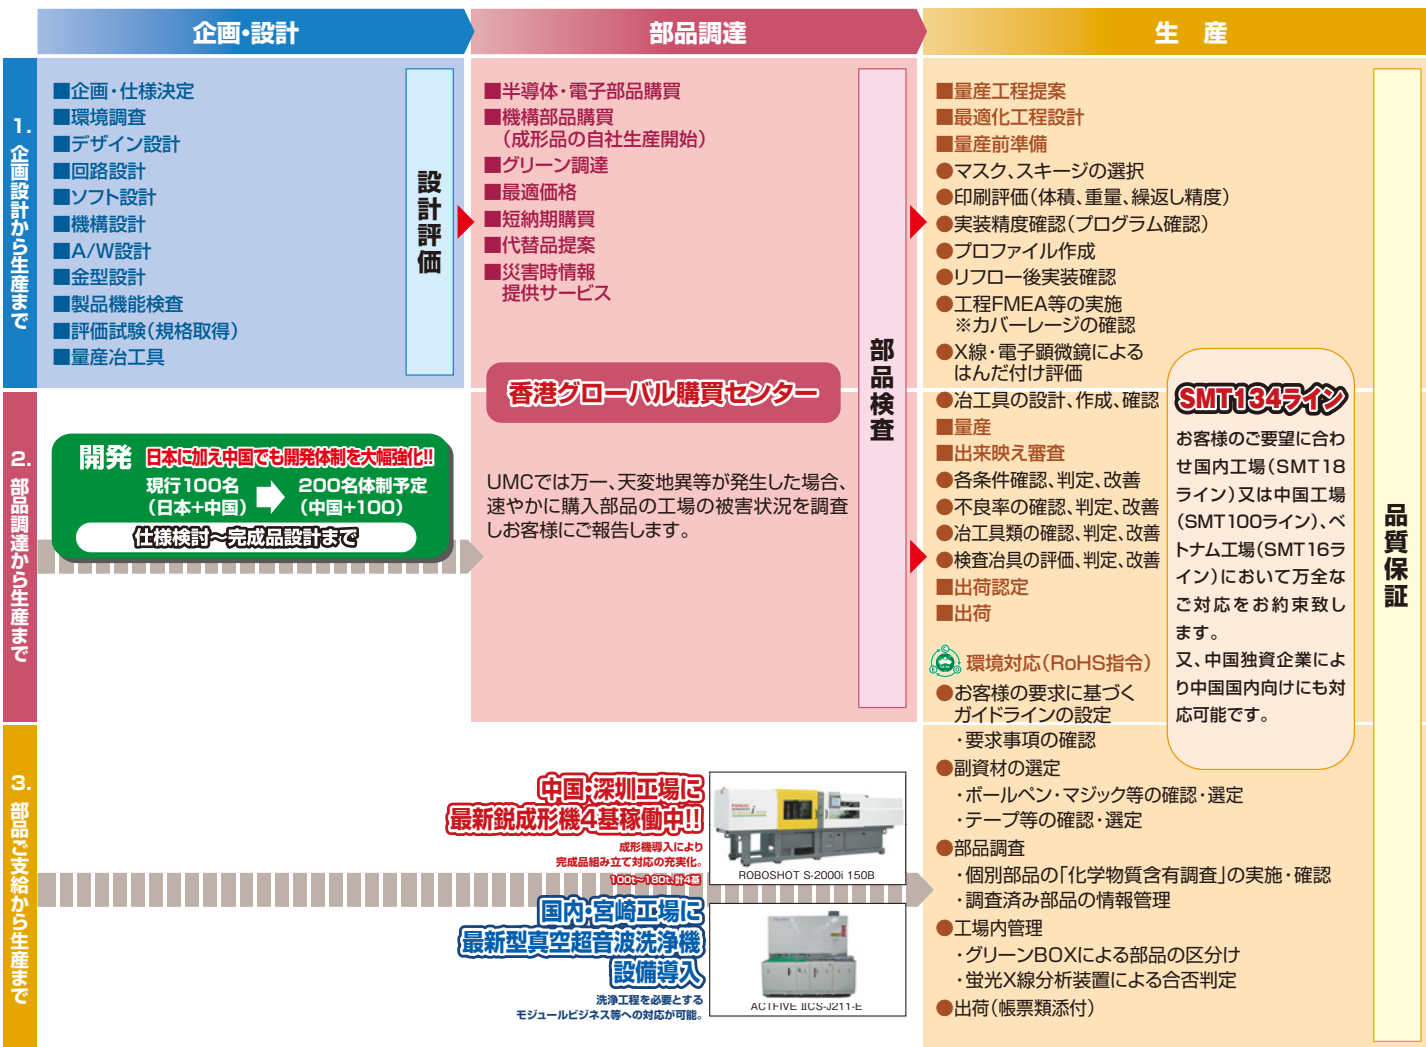 企画・設計
部品調達
生 産
1. 企画設計から生産まで
■企画・仕様決定
■環境調査
■デザイン設計
■回路設計
■ソフト設計
■機構設計
■A/W設計
■金型設計
■製品機能検査
■評価試験(規格取得)
■量産冶工具
設計評価
■半導体・電子部品購買
■機構部品購買
(成形品の自社生産開始)
■グリーン調達
■最適価格
■短納期購買
■代替品提案
■災害時情報
提供サービス
香港グローバル購買センター
部品検査
■量産工程提案
■最適化工程設計
■量産前準備
●マスク、スキージの選択
●印刷評価(体積、重量、繰返し精度)
●実装精度確認(プログラム確認)
●プロファイル作成
●リフロー後実装確認
●工程FMEA等の実施
※カバーレージの確認
●X線・電子顕微鏡による
はんだ付け評価
●冶工具の設計、作成、確認
■量産
■出来映え審査
●各条件確認、判定、改善
●不良率の確認、判定、改善
●冶工具類の確認、判定、改善
●検査冶具の評価、判定、改善
■出荷認定
■出荷
環境対応(RoHS指令)
●お客様の要求に基づく
ガイドラインの設定
・要求事項の確認
●副資材の選定
・ボールペン・マジック等の確認・選定
・テープ等の確認・選定
●部品調査
・個別部品の「化学物質含有調査」の実施・確認
・調査済み部品の情報管理
●工場内管理
・グリーンBOXによる部品の区分け
・蛍光X線分析装置による合否判定
●出荷(帳票類添付)
SMT134ライン
お客様のご要望に合わ
せ国内工場(SMT18
ライン)又は中国工場
(SMT100ライン)、ベ
トナム工場(SMT16ラ
イン)において万全な
ご対応をお約束致し
ます。
又、中国独資企業によ
り中国国内向けにも対
応可能です。
品質保証
2. 部品調達から生産まで
開発 日本に加え中国でも開発体制を大幅強化!!
現行100名 200名体制予定
(日本+中国) (中国+100)
仕様検討～完成品設計まで
UMCでは万一、天変地異等が発生した場合、
速やかに購入部品の工場の被害状況を調査
しお客様にご報告します。
3. 部品ご支給から生産まで
中国・深圳工場に
最新鋭成形機4基稼働中!!
成形機導入により
完成品組み立て対応の充実化。
100t～180t、計4基
ROBOSHOT S-2000i 150B
国内・宮崎工場に
最新型真空超音波洗浄機
設備導入
洗浄工程を必要とする
モジュールビジネス等への対応が可能。
ACTFIVE IICS-J211-E